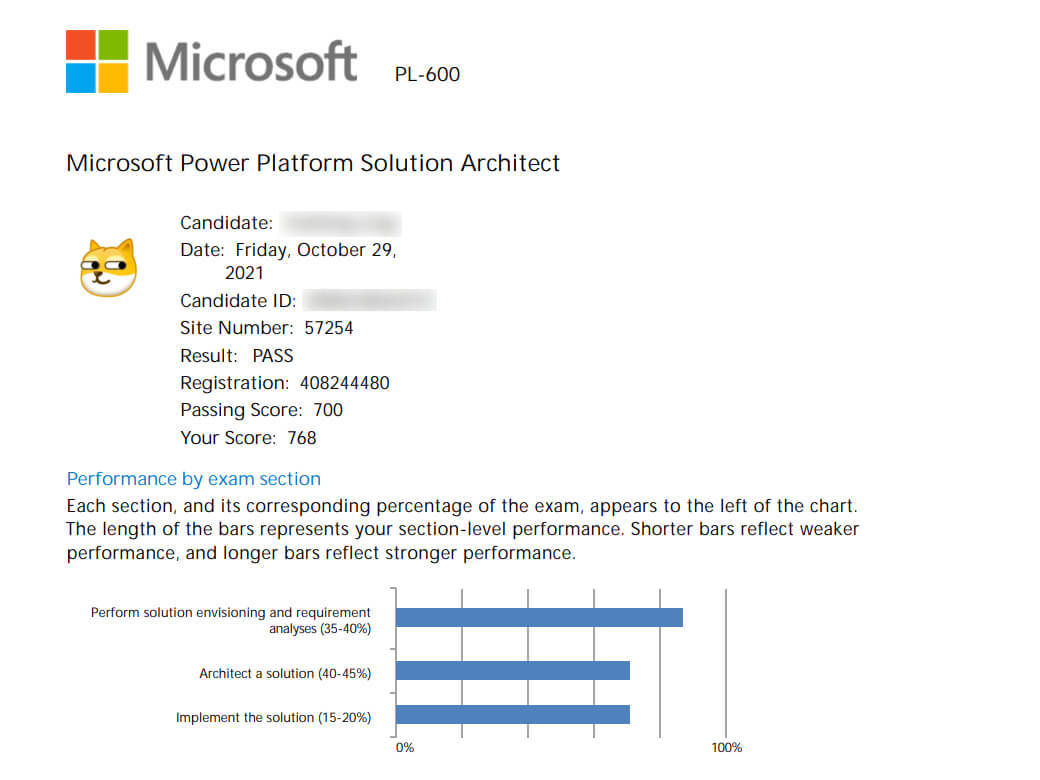 Microsoft PL-600
Microsoft Power Platform Solution Architect
Candidate:
Date: Friday, October 29,
2021
Candidate ID:
Site Number: 57254
Result: PASS
Registration: 408244480
Passing Score: 700
Your Score: 768
Performance by exam section
Each section, and its corresponding percentage of the exam, appears to the left of the chart.
The length of the bars represents your section-level performance. Shorter bars reflect weaker
performance, and longer bars reflect stronger performance.
Perform solution envisioning and requirement
analyses (35-40%)
Architect a solution (40-45%)
Implement the solution (15-20%)
0% 100%